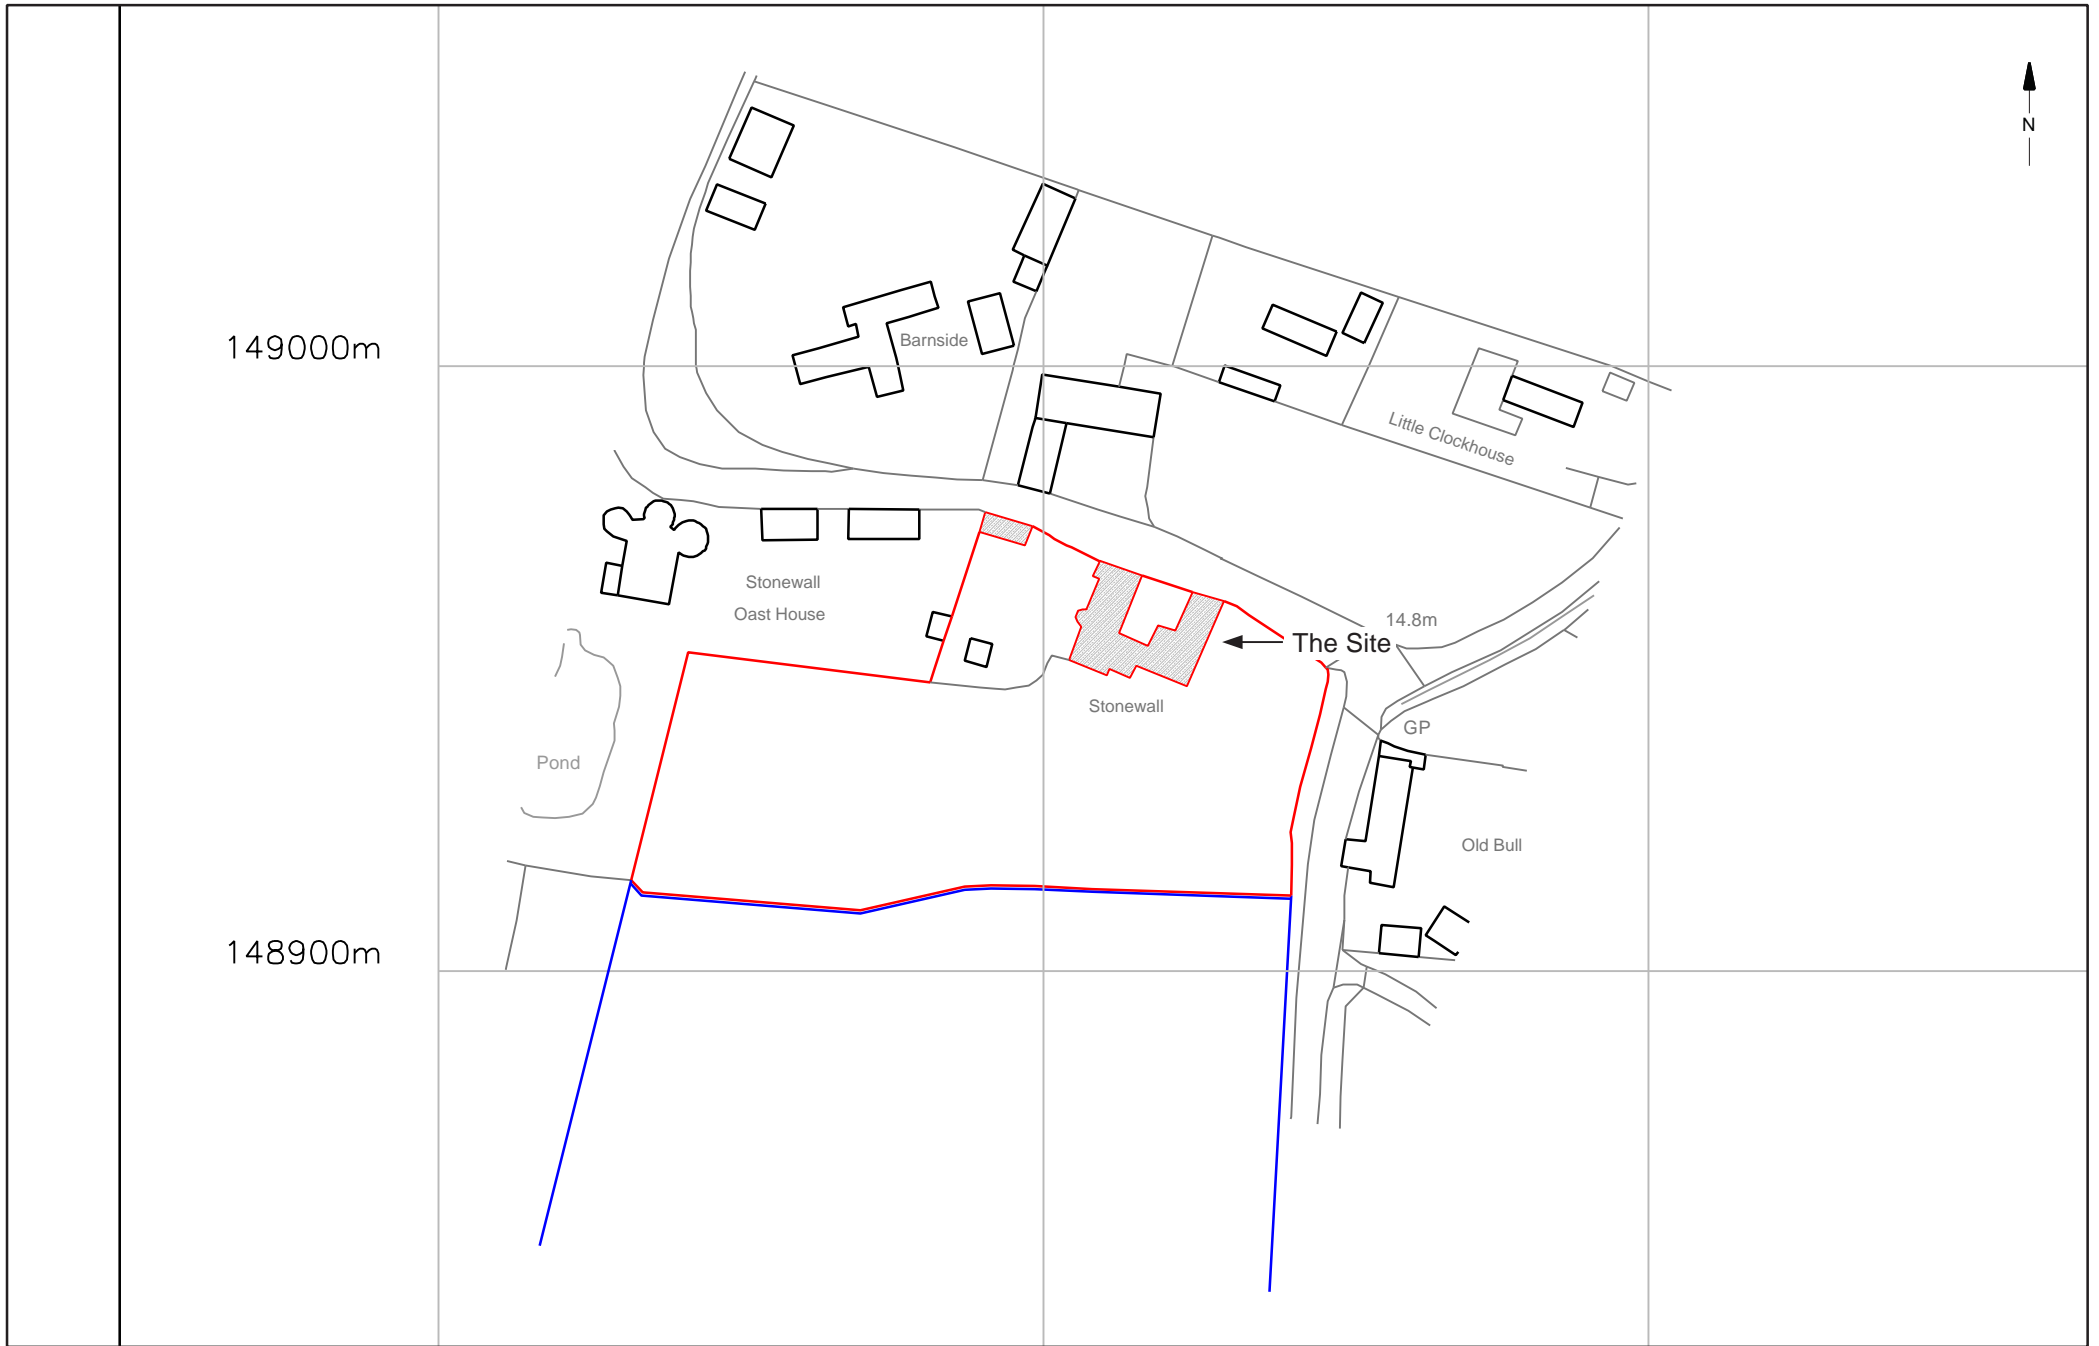 N
149000m
Barnside
Little Clockhouse
Stonewall
Oast House
14.8m
The Site
Stonewall
GP
Pond
Old Bull
148900m